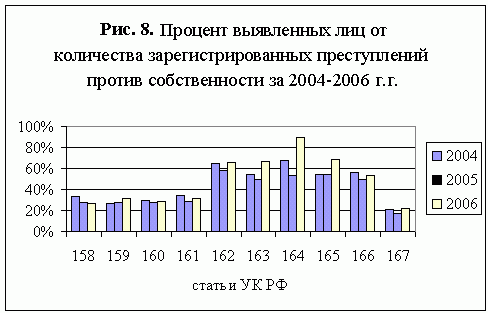 Рис. 8. Процент выявленных лиц от
количества зарегистрированных преступлений
против собственности за 2004-2006 г.г.
100%
80%
60%
40%
20%
0%
158 159 160 161 162 163 164 165 166 167
статьи УК РФ
2004
2005
2006